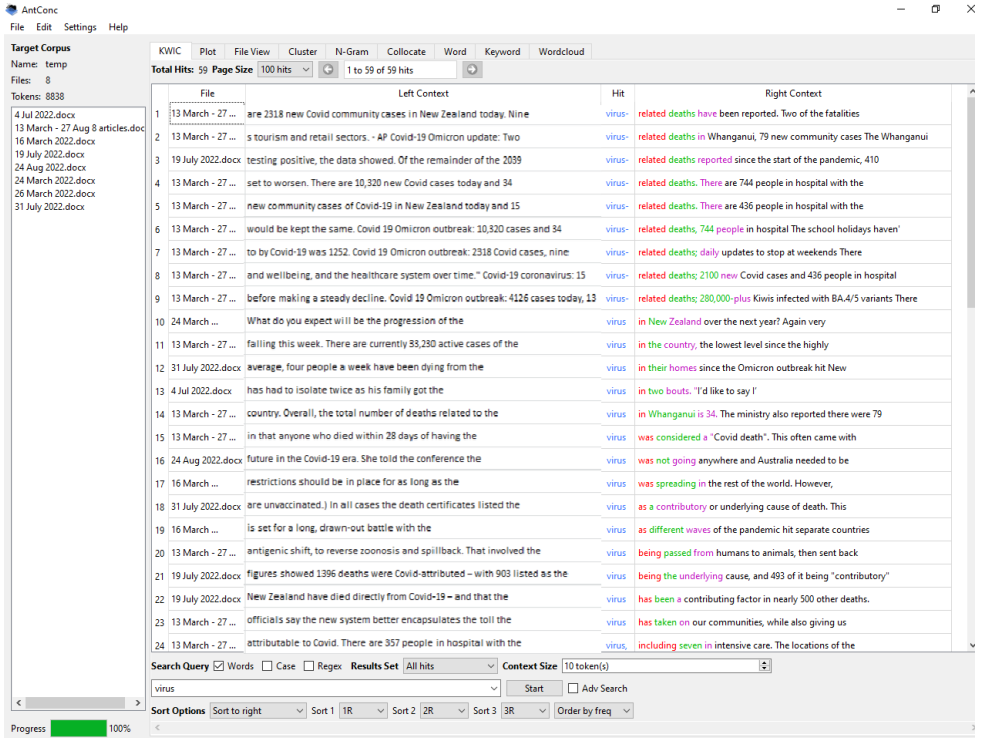 AntConc
File Edit Settings Help
Target Corpus
Name: temp
Files: 8
Tokens: 8838
4 Jul 2022.docx
13 March - 27 Aug 8 articles.doc
16 March 2022.docx
19 July 2022.docx
24 Aug 2022.docx
24 March 2022.docx
26 March 2022.docx
31 July 2022.docx
Progress 100%
KWIC Plot File View Cluster N-Gram Collocate Word Keyword Wordcloud
Total Hits: 59 Page Size 100 hits 1 to 59 of 59 hits
File Left Context Hit Right Context
1 13 March - 27 ... are 2318 new Covid community cases in New Zealand today. Nine virus- related deaths have been reported. Two of the fatalities
2 13 March - 27 ... s tourism and retail sectors. - AP Covid-19 Omicron update: Two virus- related deaths in Whanganui, 79 new community cases The Whanganui
3 19 July 2022.docx testing positive, the data showed. Of the remainder of the 2039 virus- related deaths reported since the start of the pandemic, 410
4 13 March - 27 ... set to worsen. There are 10,320 new Covid cases today and 34 virus- related deaths. There are 744 people in hospital with the
5 13 March - 27 ... new community cases of Covid-19 in New Zealand today and 15 virus- related deaths. There are 436 people in hospital with the
6 13 March - 27 ... would be kept the same. Covid 19 Omicron outbreak: 10,320 cases and 34 virus- related deaths, 744 people in hospital The school holidays haven'
7 13 March - 27 ... to by Covid-19 was 1252. Covid 19 Omicron outbreak: 2318 Covid cases, nine virus- related deaths; daily updates to stop at weekends There
8 13 March - 27 ... and wellbeing, and the healthcare system over time." Covid-19 coronavirus: 15 virus- related deaths; 2100 new Covid cases and 436 people in hospital
9 13 March - 27 ... before making a steady decline. Covid 19 Omicron outbreak: 4126 cases today, 13 virus- related deaths; 280,000-plus Kiwis infected with BA.4/5 variants There
10 24 March ... What do you expect will be the progression of the virus in New Zealand over the next year? Again very
11 13 March - 27 ... falling this week. There are currently 33,230 active cases of the virus in the country, the lowest level since the highly
12 31 July 2022.docx average, four people a week have been dying from the virus in their homes since the Omicron outbreak hit New
13 4 Jul 2022.docx has had to isolate twice as his family got the virus in two bouts. "I'd like to say I'
14 13 March - 27 ... country. Overall, the total number of deaths related to the virus in Whanganui is 34. The ministry also reported there were 79
15 13 March - 27 ... in that anyone who died within 28 days of having the virus was considered a "Covid death". This often came with
16 24 Aug 2022.docx future in the Covid-19 era. She told the conference the virus was not going anywhere and Australia needed to be
17 16 March ... restrictions should be in place for as long as the virus was spreading in the rest of the world. However,
18 31 July 2022.docx are unvaccinated.) In all cases the death certificates listed the virus as a contributory or underlying cause of death. This
19 16 March ... is set for a long, drawn-out battle with the virus as different waves of the pandemic hit separate countries
20 13 March - 27 ... antigenic shift, to reverse zoonosis and spillback. That involved the virus being passed from humans to animals, then sent back
21 19 July 2022.docx figures showed 1396 deaths were Covid-attributed – with 903 listed as the virus being the underlying cause, and 493 of it being "contributory"
22 19 July 2022.docx New Zealand have died directly from Covid-19 – and that the virus has been a contributing factor in nearly 500 other deaths.
23 13 March - 27 ... officials say the new system better encapsulates the toll the virus has taken on our communities, while also giving us
24 13 March - 27 ... attributable to Covid. There are 357 people in hospital with the virus, including seven in intensive care. The locations of the
Search Query Words Case Regex Results Set All hits Context Size 10 token(s)
virus Start Adv Search
Sort Options Sort to right Sort 1 1R Sort 2 2R Sort 3 3R Order by freq